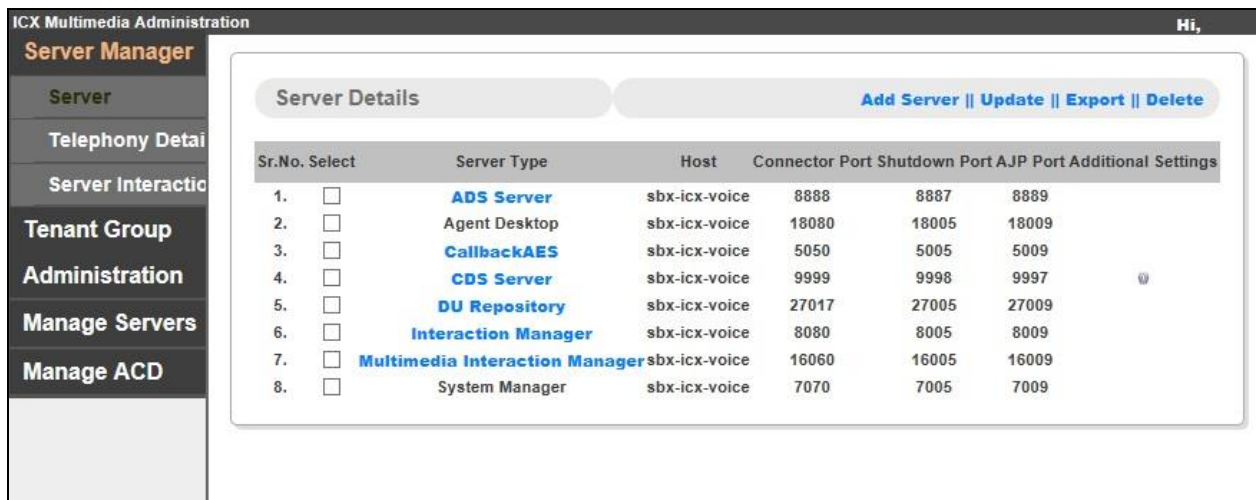 ICX Multimedia Administration
Hi,
Server Manager
Server
Telephony Detai
Server Interactio
Tenant Group
Administration
Manage Servers
Manage ACD
Server Details
Add Server || Update || Export || Delete
Sr.No. Select Server Type Host Connector Port Shutdown Port AJP Port Additional Settings
1. ADS Server sbx-icx-voice 8888 8887 8889
2. Agent Desktop sbx-icx-voice 18080 18005 18009
3. CallbackAES sbx-icx-voice 5050 5005 5009
4. CDS Server sbx-icx-voice 9999 9998 9997
5. DU Repository sbx-icx-voice 27017 27005 27009
6. Interaction Manager sbx-icx-voice 8080 8005 8009
7. Multimedia Interaction Manager sbx-icx-voice 16060 16005 16009
8. System Manager sbx-icx-voice 7070 7005 7009